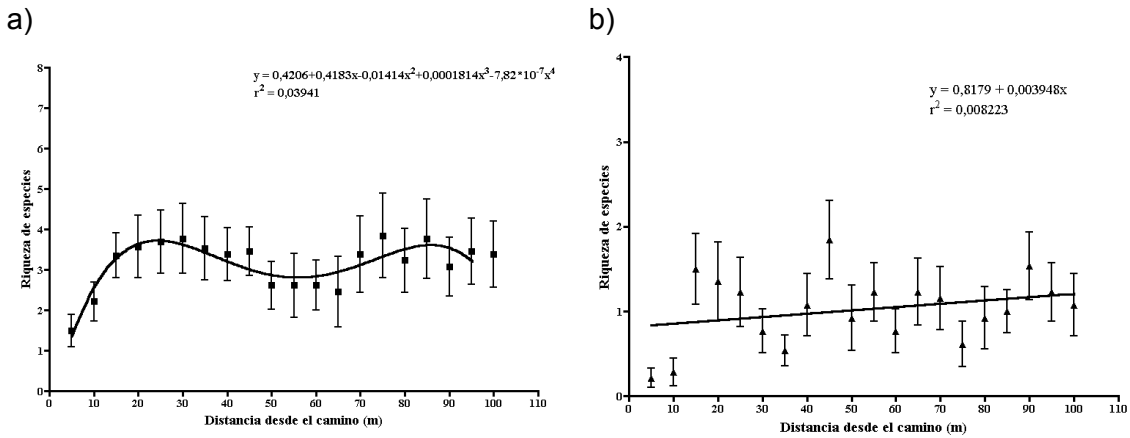 a)
y = 0,4206+0,4183x-0,01414x²+0,0001814x³-7,82*10⁻⁷x⁴
r² = 0,03941
8
7
6
5
4
3
2
1
0
Riqueza de especies
0 10 20 30 40 50 60 70 80 90 100 110
Distancia desde el camino (m)
b)
y = 0,8179 + 0,003948x
r² = 0,008223
4
3
2
1
0
Riqueza de especies
0 10 20 30 40 50 60 70 80 90 100 110
Distancia desde el camino (m)